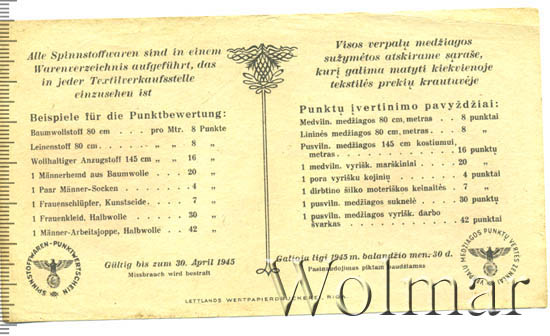 Alle Spinnstoffwaren sind in einem
Warenverzeichnis aufgeführt, das
in jeder Textilverkaufsstelle
einzusehen ist
Beispiele für die Punktbewertung:
Baumwollstoff 80 cm . . . pro Mtr. 8 Punkte
Leinenstoff 80 cm . . . . „ „ 8 „
Wollhaltiger Anzugstoff 145 cm „ „ 16 „
1 Männerhemd aus Baumwolle . . . 20 „
1 Paar Männer-Socken . . . . . 4 „
1 Frauenschlüpfer, Kunstseide . . . 7 „
1 Frauenkleid, Halbwolle . . . . 30 „
1 Männer-Arbeitsjoppe, Halbwolle . . 42 „
Gültig bis zum 30. April 1945
Missbrauch wird bestraft
SPINNSTOFFWAREN-PUNKTWERTSCHEIN
Visos verpalų medžiagos
sužymėtos atskirame sąraše,
kurį galima matyti kiekvienoje
tekstilės prekių krautuvėje
Punktų įvertinimo pavyzdžiai:
Medviln. medžiagos 80 cm, metras . 8 punktai
Lininės medžiagos 80 cm, metras . . 8 „
Pusviln. medžiagos 145 cm kostiumui,
metras . . . . . . . . . 16 punktų
1 medviln. vyrišk. marškiniai . . . 20 „
1 pora vyriškų kojinių . . . . . 4 punktai
1 dirbtino šilko moteriškos kelnaitės . 7 „
1 pusviln. medžiagos suknelė . . . 30 punktų
1 pusviln. medžiagos vyrišk. darbo
švarkas . . . . . . . . . 42 punktai
Galioja ligi 1945 m. balandžio mėn. 30 d.
Pasinaudojimas piktam baudžiamas
VERPALŲ MEDŽIAGOS PUNKTŲ VERTĖS ŽENKLAI
LETTLANDS WERTPAPIERDRUCKEREI, RIGA
Wolmar